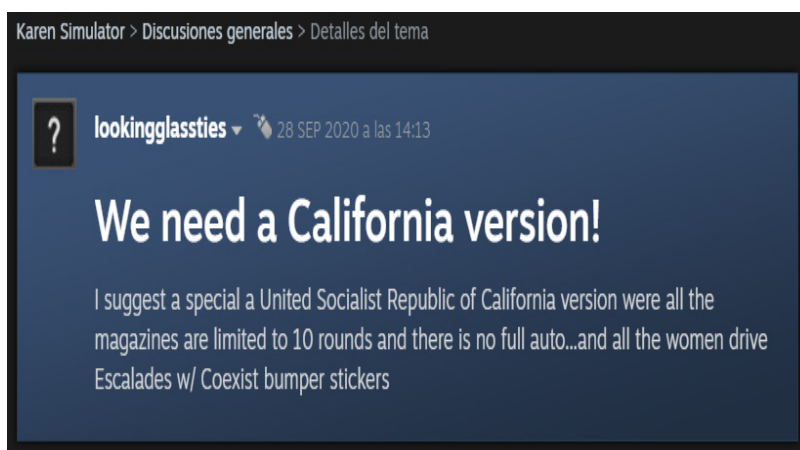 Karen Simulator > Discusiones generales > Detalles del tema
?
lookingglassties 28 SEP 2020 a las 14:13
We need a California version!
I suggest a special a United Socialist Republic of California version were all the
magazines are limited to 10 rounds and there is no full auto...and all the women drive
Escalades w/ Coexist bumper stickers